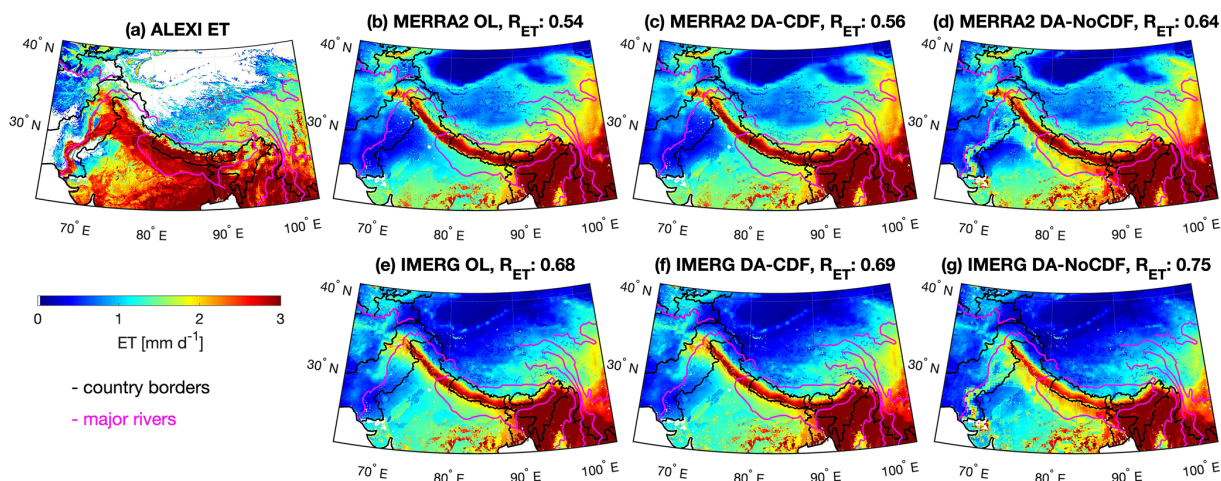 (a) ALEXI ET
(b) MERRA2 OL, R_ET: 0.54
(c) MERRA2 DA-CDF, R_ET: 0.56
(d) MERRA2 DA-NoCDF, R_ET: 0.64
40° N
30° N
70° E
80° E
90° E
100° E
40° N
30° N
70° E
80° E
90° E
100° E
40° N
30° N
70° E
80° E
90° E
100° E
40° N
30° N
70° E
80° E
90° E
100° E
(e) IMERG OL, R_ET: 0.68
(f) IMERG DA-CDF, R_ET: 0.69
(g) IMERG DA-NoCDF, R_ET: 0.75
40° N
30° N
70° E
80° E
90° E
100° E
40° N
30° N
70° E
80° E
90° E
100° E
40° N
30° N
70° E
80° E
90° E
100° E
0 1 2 3
ET [mm d⁻¹]
- country borders
- major rivers